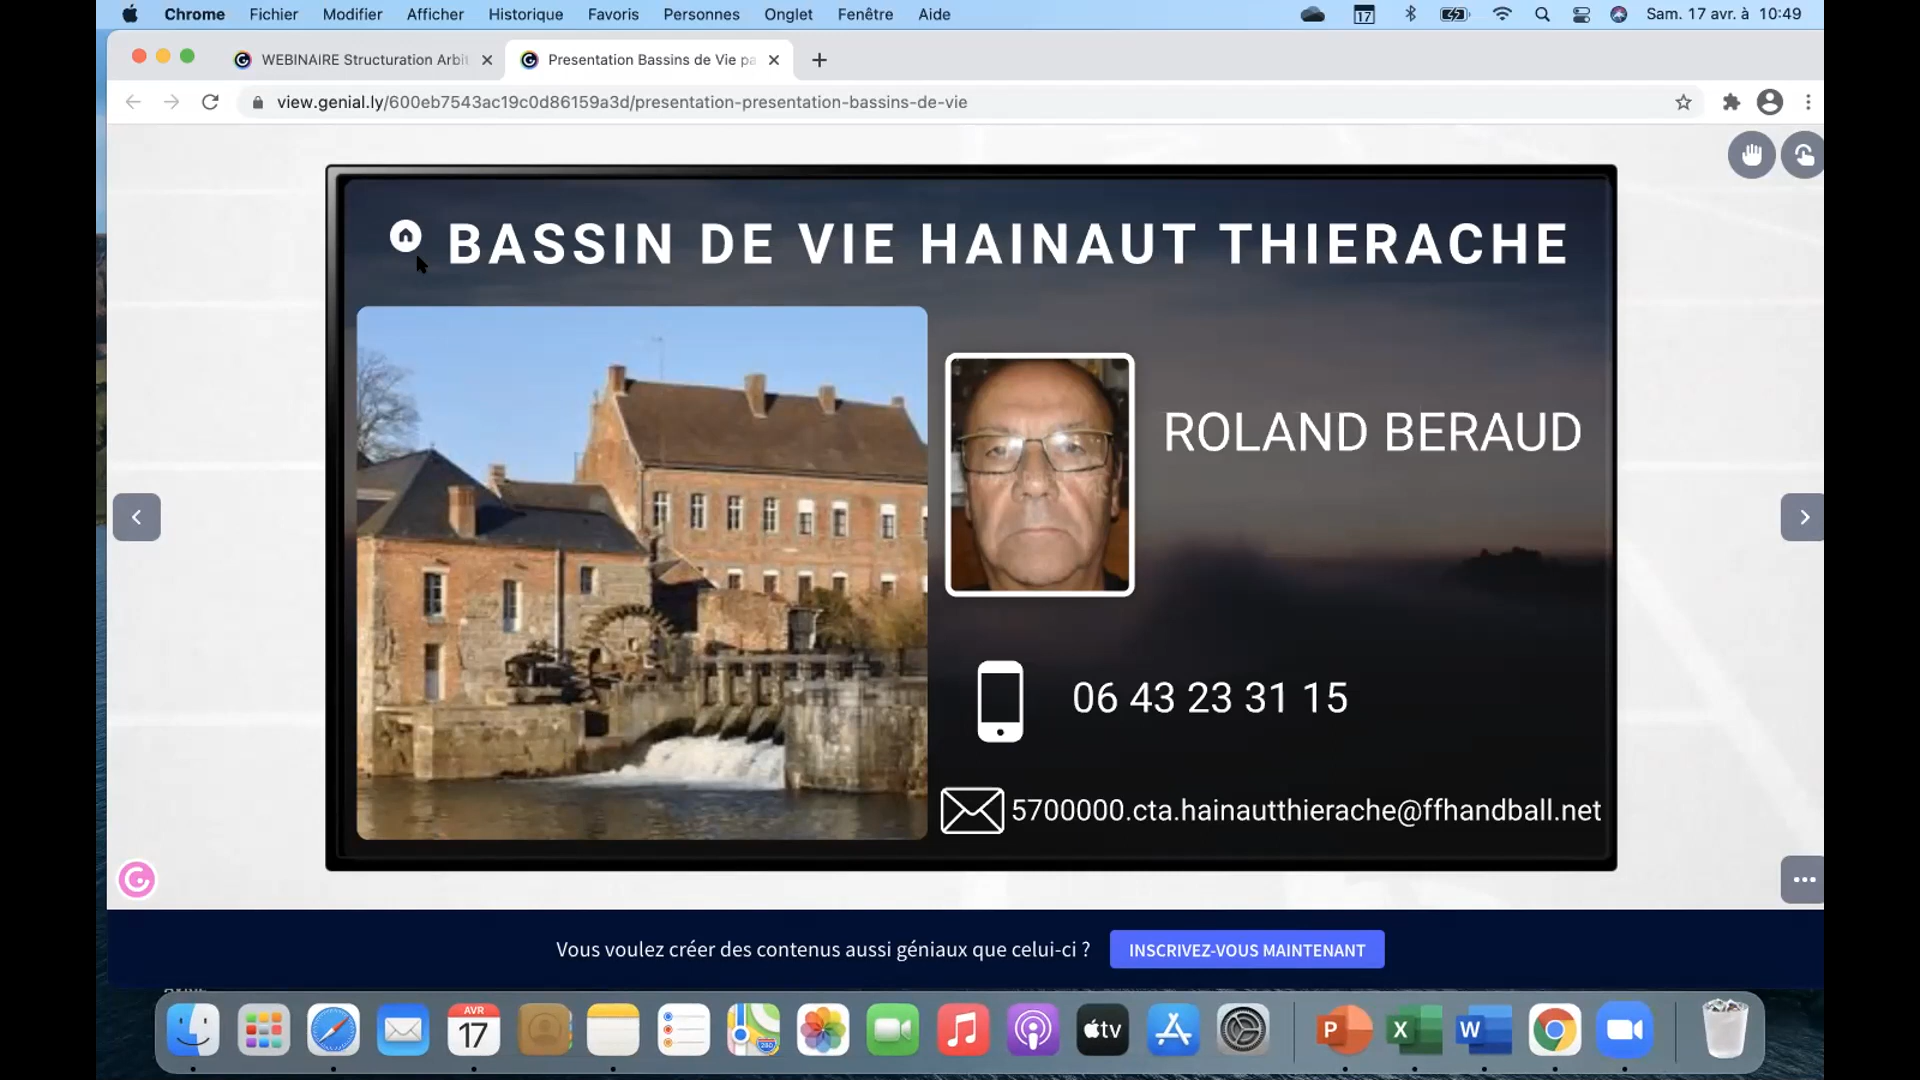 Chrome Fichier Modifier Afficher Historique Favoris Personnes Onglet Fenêtre Aide 17 Sam. 17 avr. à 10:49
WEBINAIRE Structuration Arbit Presentation Bassins de Vie pa
view.genial.ly/600eb7543ac19c0d86159a3d/presentation-presentation-bassins-de-vie
BASSIN DE VIE HAINAUT THIERACHE
ROLAND BERAUD
06 43 23 31 15
5700000.cta.hainautthierache@ffhandball.net
Vous voulez créer des contenus aussi géniaux que celui-ci ? INSCRIVEZ-VOUS MAINTENANT
AVR
17
280
tv
P X W